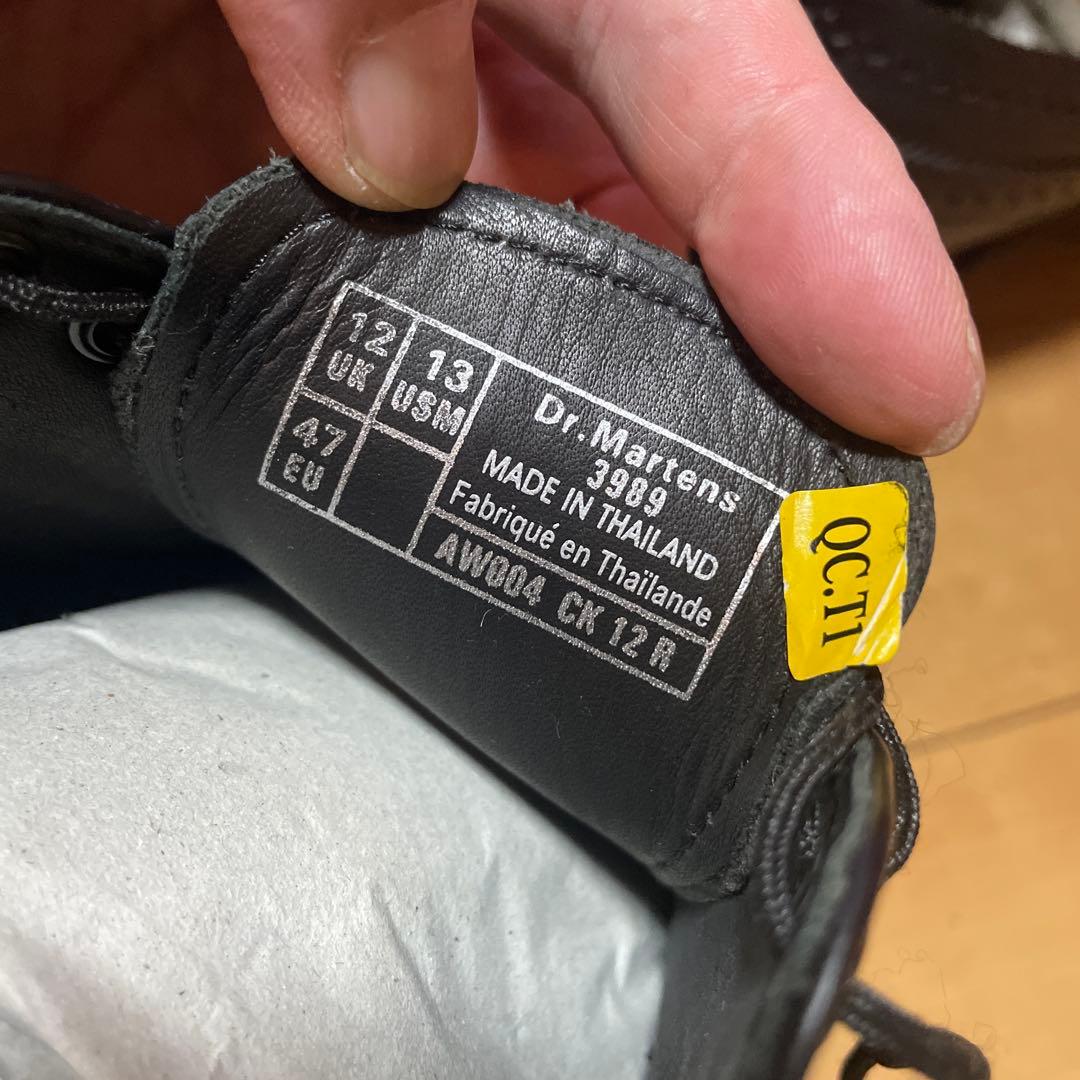 12
UK
13
USM
47
EU
Dr.Martens
3989
MADE IN THAILAND
Fabriqué en Thaïlande
AW004 CK 12 R
QC.T1